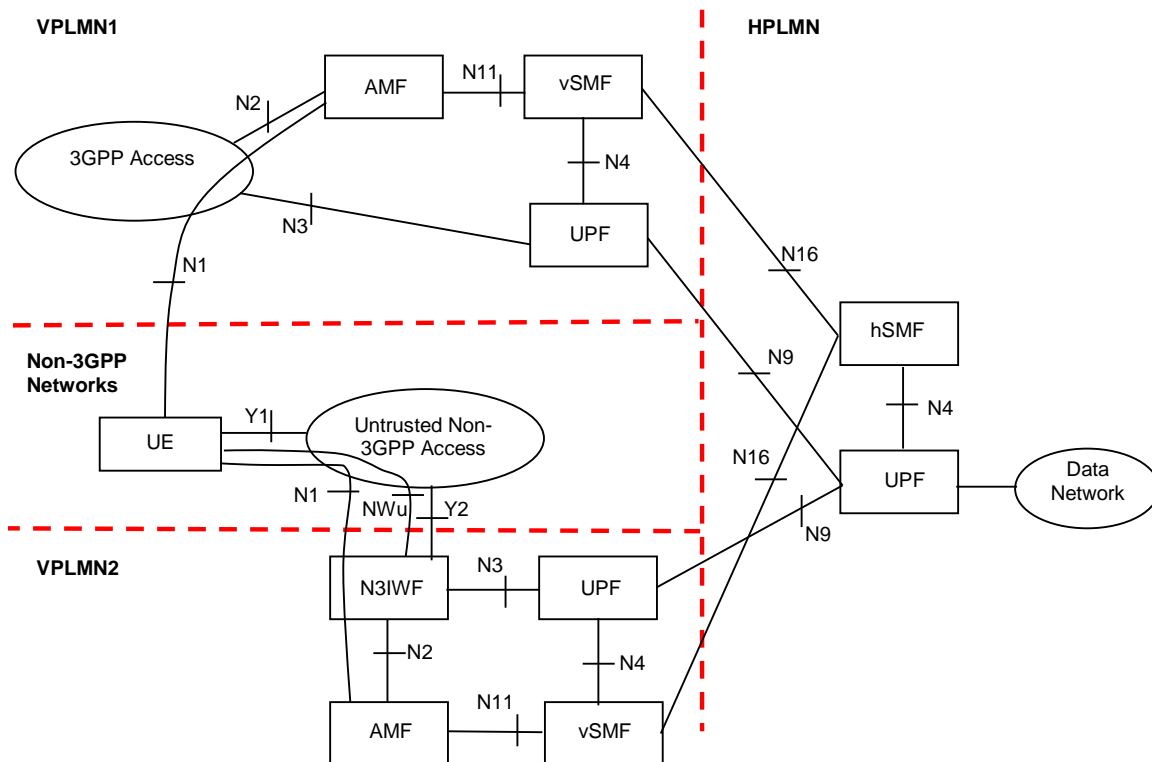 VPLMN1
HPLMN
N11
AMF
vSMF
N2
3GPP Access
N4
N3
UPF
N16
N1
hSMF
Non-3GPP
Networks
N9
N4
Y1
Untrusted Non-
3GPP Access
UE
N16
UPF
Data
Network
N1
NWu
Y2
N9
VPLMN2
N3
N3IWF
UPF
N2
N4
N11
AMF
vSMF